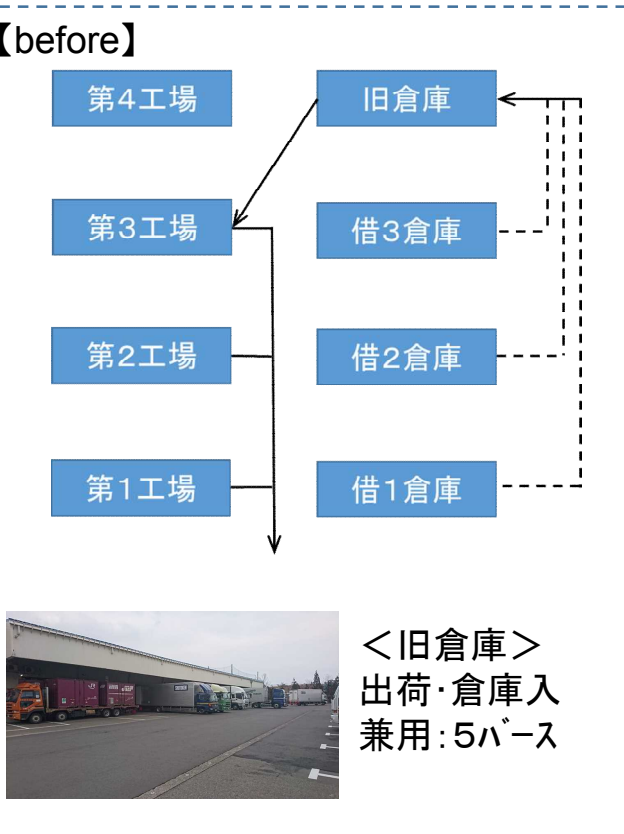 【before】
第4工場
旧倉庫
第3工場
借3倉庫
第2工場
借2倉庫
第1工場
借1倉庫
＜旧倉庫＞
出荷・倉庫入
兼用：5バース